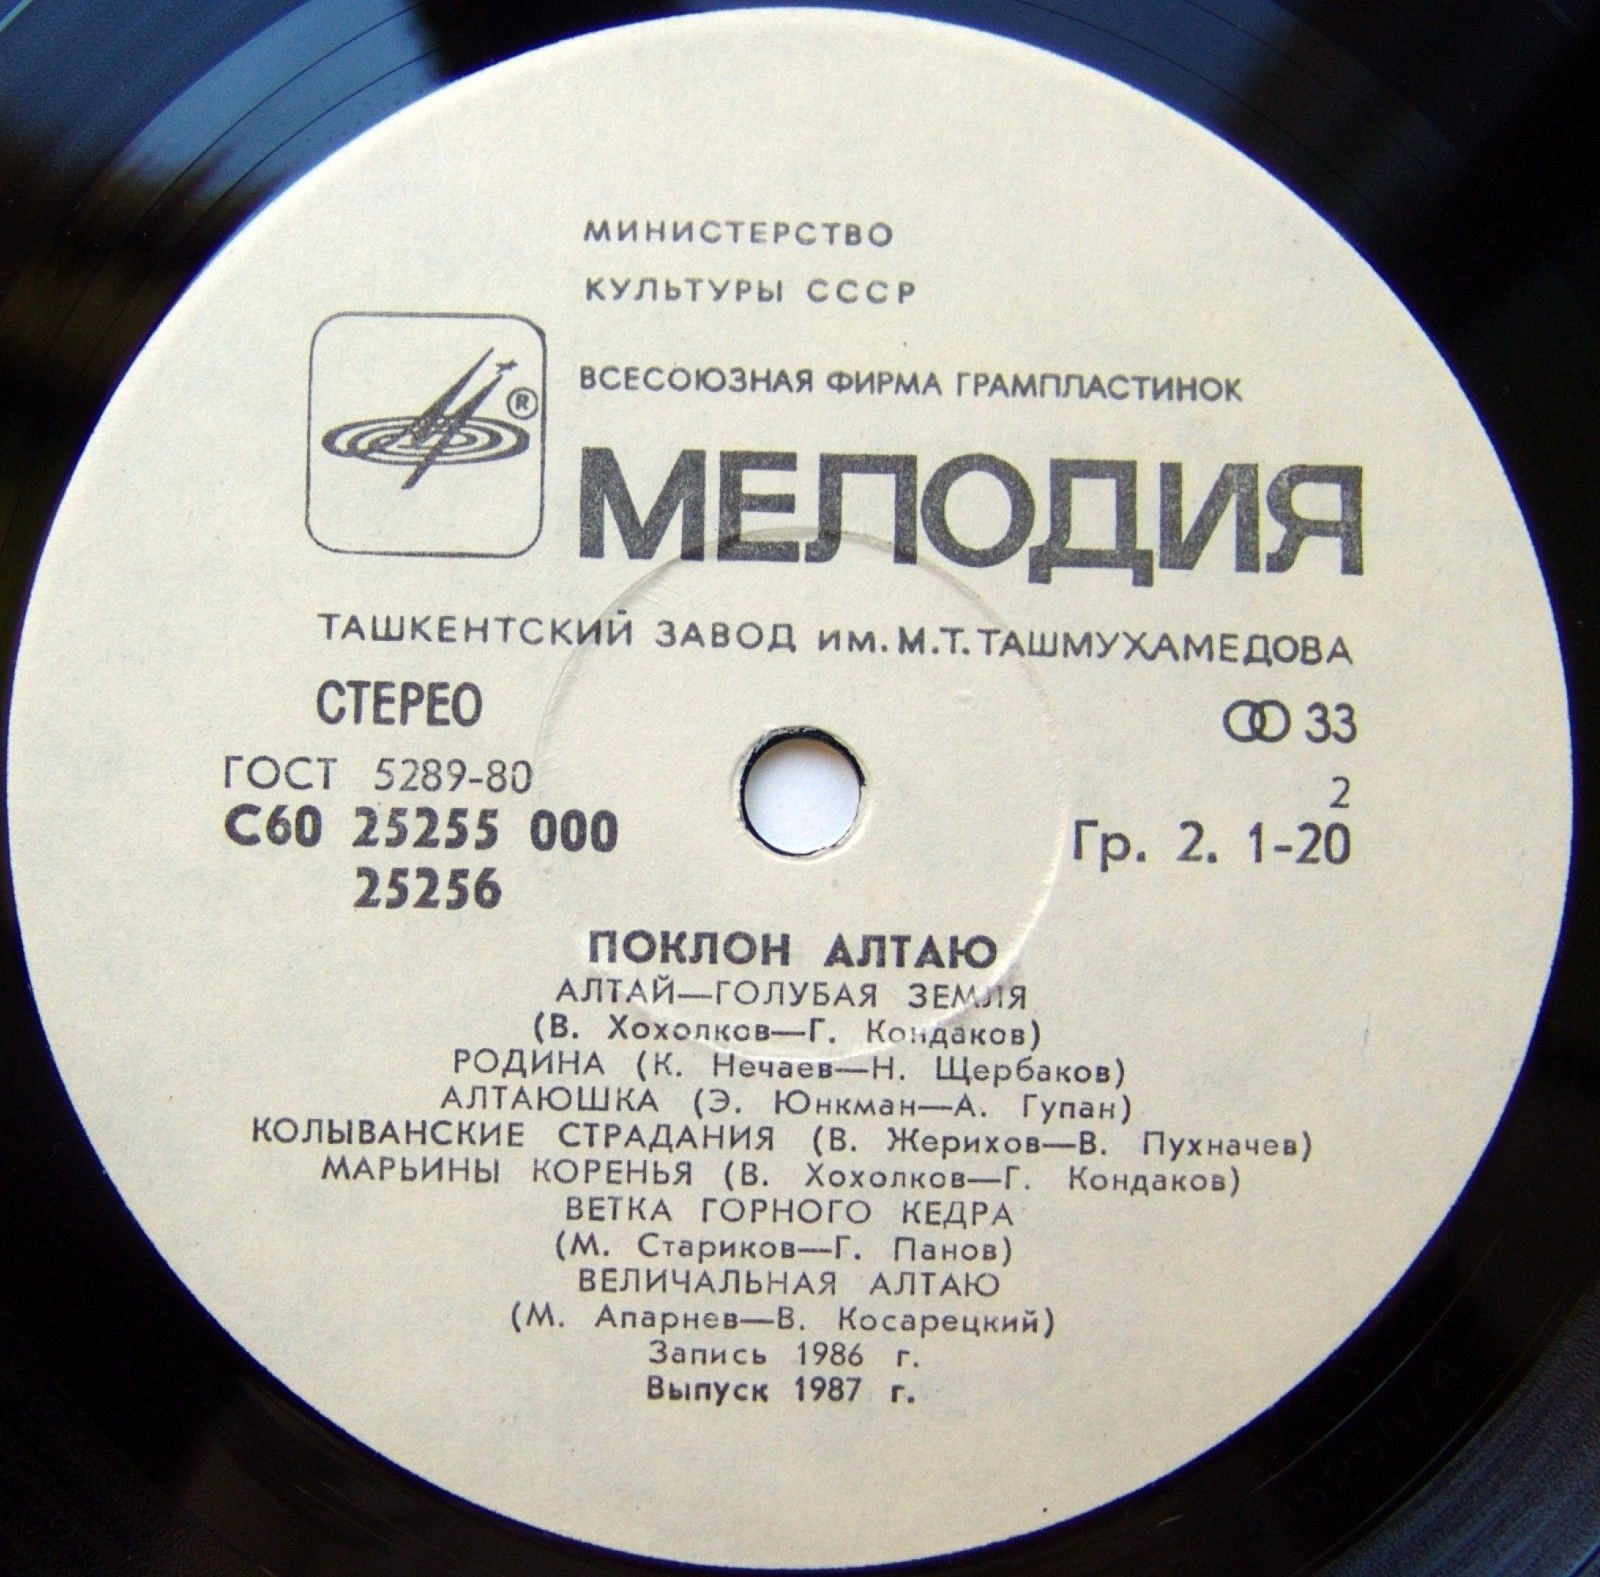 МИНИСТЕРСТВО
КУЛЬТУРЫ СССР
ВСЕСОЮЗНАЯ ФИРМА ГРАМПЛАСТИНОК
®
МЕЛОДИЯ
ТАШКЕНТСКИЙ ЗАВОД им. М.Т. ТАШМУХАМЕДОВА
СТЕРЕО 33
ГОСТ 5289-80 2
С60 25255 000 Гр. 2. 1-20
25256
ПОКЛОН АЛТАЮ
АЛТАЙ—ГОЛУБАЯ ЗЕМЛЯ
(В. Хохолков—Г. Кондаков)
РОДИНА (К. Нечаев—Н. Щербаков)
АЛТАЮШКА (Э. Юнкман—А. Гупан)
КОЛЫВАНСКИЕ СТРАДАНИЯ (В. Жерихов—В. Пухначев)
МАРЬИНЫ КОРЕНЬЯ (В. Хохолков—Г. Кондаков)
ВЕТКА ГОРНОГО КЕДРА
(М. Стариков—Г. Панов)
ВЕЛИЧАЛЬНАЯ АЛТАЮ
(М. Апарнев—В. Косарецкий)
Запись 1986 г.
Выпуск 1987 г.